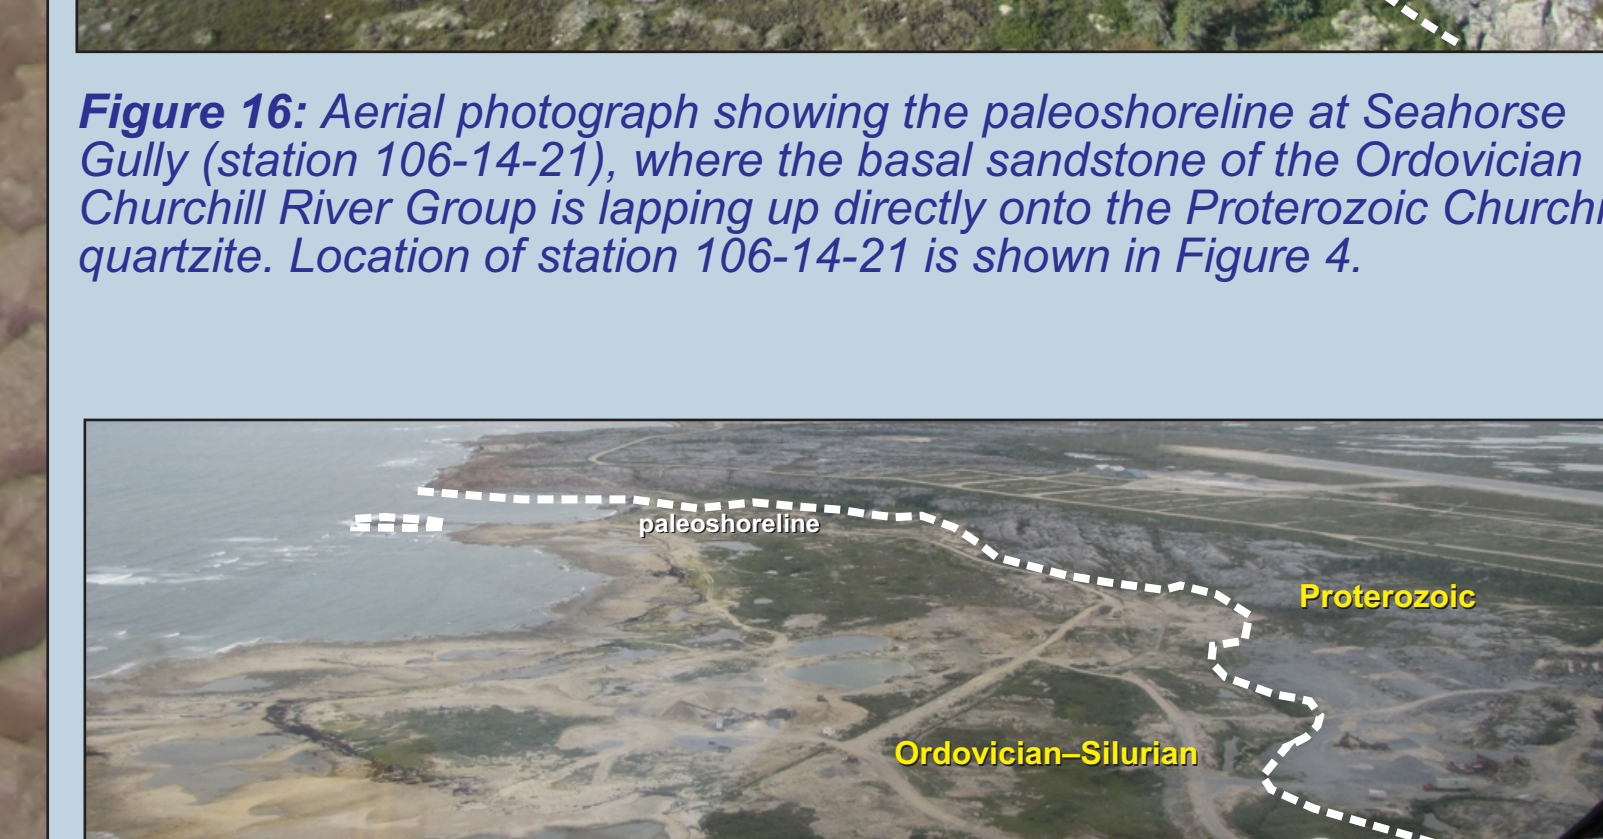 Figure 16: Aerial photograph showing the paleoshoreline at Seahorse
Gully (station 106-14-21), where the basal sandstone of the Ordovician
Churchill River Group is lapping up directly onto the Proterozoic
quartzite. Location of station 106-14-21 is shown in Figure 4.
paleoshoreline
Proterozoic
Ordovician–Silurian